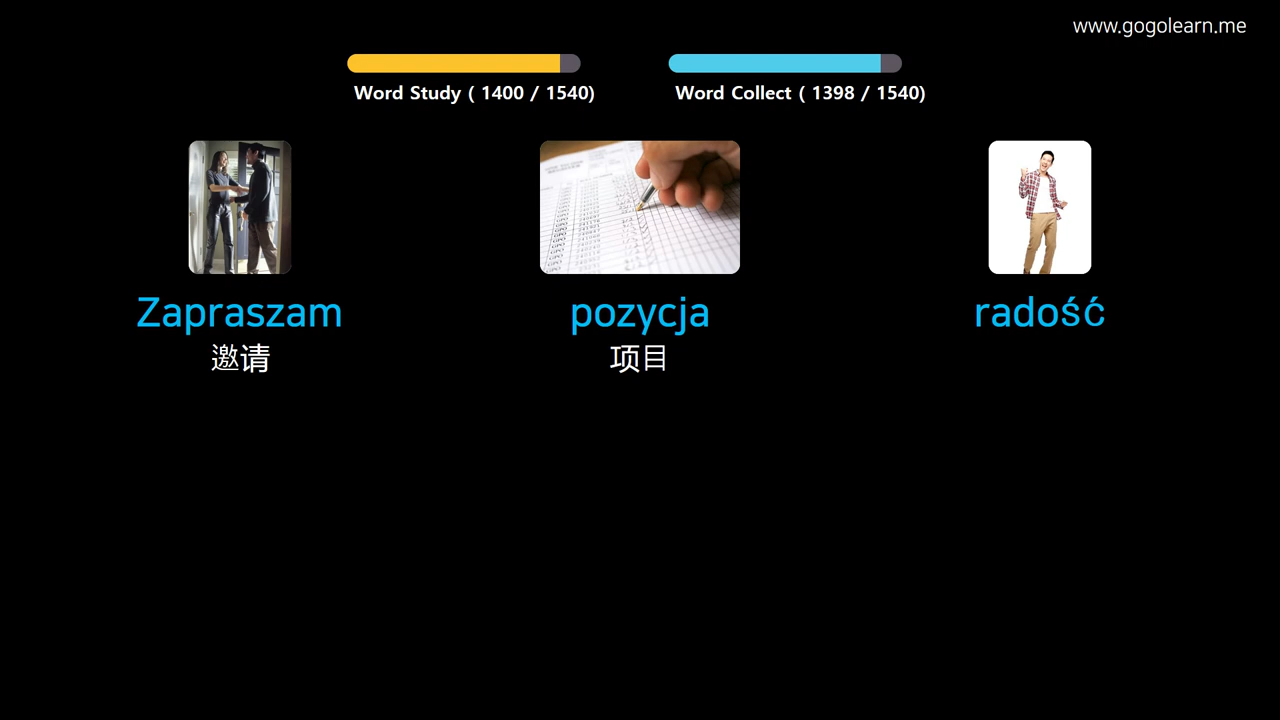 www.gogolearn.me
Word Study ( 1400 / 1540)
Word Collect ( 1398 / 1540)
Zapraszam
邀请
pozycja
项目
radość